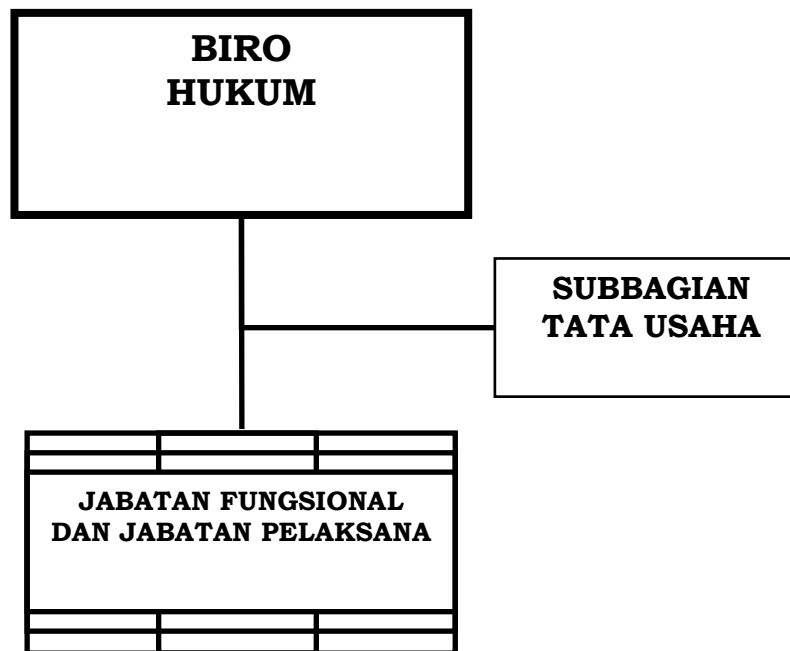 BIRO
HUKUM
SUBBAGIAN
TATA USAHA
JABATAN FUNGSIONAL
DAN JABATAN PELAKSANA